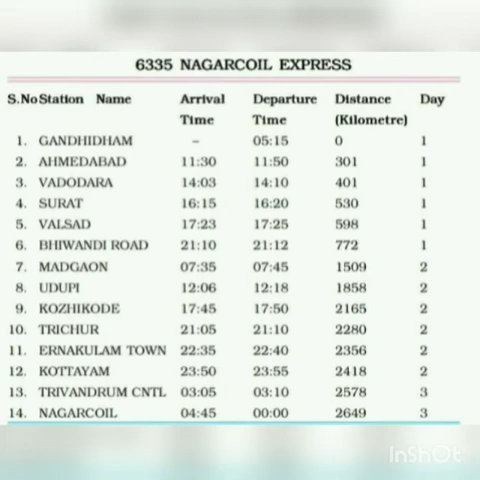 6335 NAGARCOIL EXPRESS
S.No Station Name Arrival Time Departure Time Distance (Kilometre) Day
1. GANDHIDHAM – 05:15 0 1
2. AHMEDABAD 11:30 11:50 301 1
3. VADODARA 14:03 14:10 401 1
4. SURAT 16:15 16:20 530 1
5. VALSAD 17:23 17:25 598 1
6. BHIWANDI ROAD 21:10 21:12 772 1
7. MADGAON 07:35 07:45 1509 2
8. UDUPI 12:06 12:18 1858 2
9. KOZHIKODE 17:45 17:50 2165 2
10. TRICHUR 21:05 21:10 2280 2
11. ERNAKULAM TOWN 22:35 22:40 2356 2
12. KOTTAYAM 23:50 23:55 2418 2
13. TRIVANDRUM CNTL 03:05 03:10 2578 3
14. NAGARCOIL 04:45 00:00 2649 3
InShOt